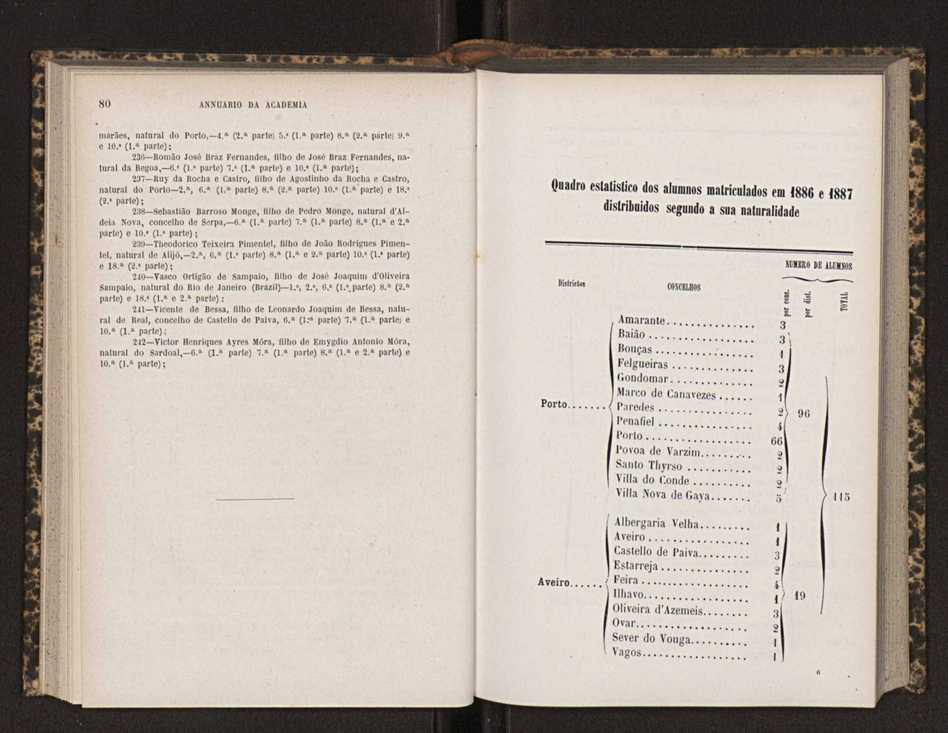 80 ANNUARIO DA ACADEMIA
marães, natural do Porto,—4.ª (2.ª parte) 5.ª (1.ª parte) 8.ª (2.ª parte) 9.ª
e 10.ª (1.ª parte);
236—Romão José Braz Fernandes, filho de José Braz Fernandes, na-
tural da Regoa,—6.ª (1.ª parte) 7.ª (1.ª parte) e 10.ª (1.ª parte);
237—Ruy da Rocha e Castro, filho de Agostinho da Rocha e Castro,
natural do Porto—2.ª, 6.ª (1.ª parte) 8.ª (2.ª parte) 10.ª (1.ª parte) e 18.ª
(2.ª parte);
238—Sebastião Barroso Monge, filho de Pedro Monge, natural d'Al-
deia Nova, concelho de Serpa,—6.ª (1.ª parte) 7.ª (1.ª parte) 8.ª (1.ª e 2.ª
parte) e 10.ª (1.ª parte);
239—Theodorico Teixeira Pimentel, filho de João Rodrigues Pimen-
tel, natural de Alijó,—2.ª, 6.ª (1.ª parte) 8.ª (1.ª e 2.ª parte) 10.ª (1.ª parte)
e 18.ª (2.ª parte);
240—Vasco Ortigão de Sampaio, filho de José Joaquim d'Oliveira
Sampaio, natural do Rio de Janeiro (Brazil)—1.ª, 2.ª, 6.ª (1.ª parte) 8.ª (2.ª
parte) e 18.ª (1.ª e 2.ª parte);
241—Vicente de Bessa, filho de Leonardo Joaquim de Bessa, natu-
ral de Real, concelho de Castello de Paiva, 6.ª (1.ª parte) 7.ª (1.ª parte) e
10.ª (1.ª parte);
242—Victor Henriques Ayres Móra, filho de Emygdio Antonio Móra,
natural do Sardoal,—6.ª (1.ª parte) 7.ª (1.ª parte) 8.ª (1.ª e 2.ª parte) e
10.ª (1.ª parte);
Quadro estatistico dos alumnos matriculados em 1886 e 1887
distribuidos segundo a sua naturalidade
NUMERO DE ALUMNOS
Districtos CONCELHOS per conc. per dist. TOTAL
Amarante............... 3
Baião .................. 3
Bouças ................. 1
Felgueiras .............. 3
Gondomar.............. 2
Marco de Canavezes ...... 1
Porto....... Paredes ................ 2 96
Penafiel ................ 4
Porto .................. 66
Povoa de Varzim......... 2
Santo Thyrso ........... 2
Villa do Conde .......... 2
Villa Nova de Gaya....... 5
115
Albergaria Velha......... 1
Aveiro ................. 1
Castello de Paiva......... 3
Estarreja ............... 2
Aveiro...... Feira .................. 4
Ilhavo.................. 1 19
Oliveira d'Azemeis........ 3
Ovar................... 2
Sever do Vouga.......... 1
Vagos.................. 1
6